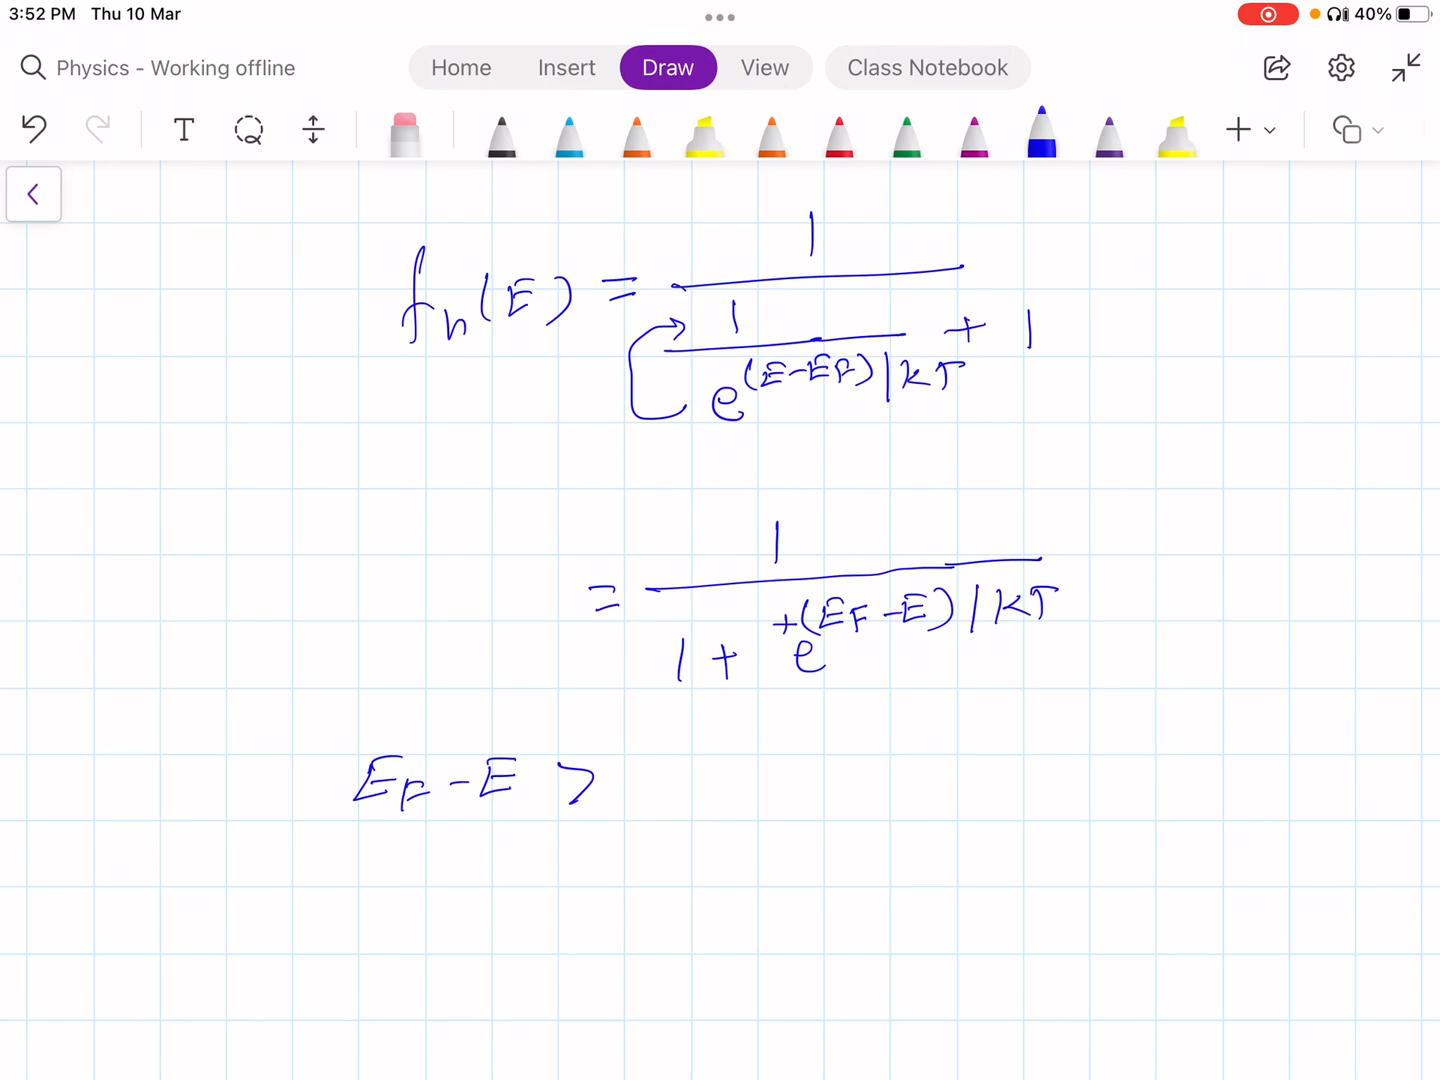 3:52 PM Thu 10 Mar 40%
Physics - Working offline Home Insert Draw View Class Notebook
T
fh(E) = 1 / (1 / e^(E-EF)|kT + 1)
= 1 / (1 + e^+(EF-E)|kT)
EF - E >